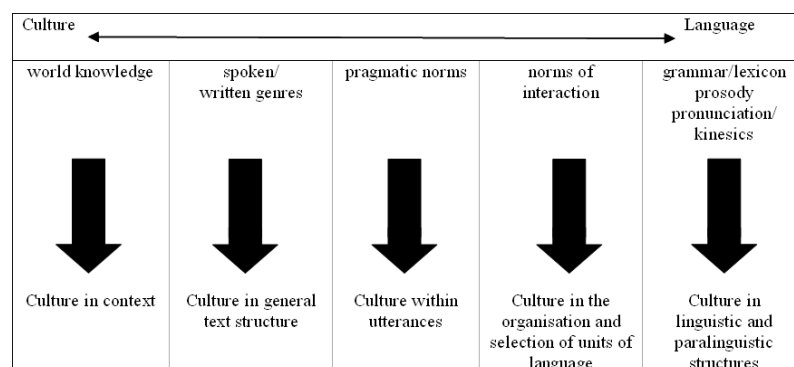 Culture
Language
world knowledge
spoken/
written genres
pragmatic norms
norms of
interaction
grammar/lexicon
prosody
pronunciation/
kinesics
Culture in context
Culture in general
text structure
Culture within
utterances
Culture in the
organisation and
selection of units of
language
Culture in
linguistic and
paralinguistic
structures